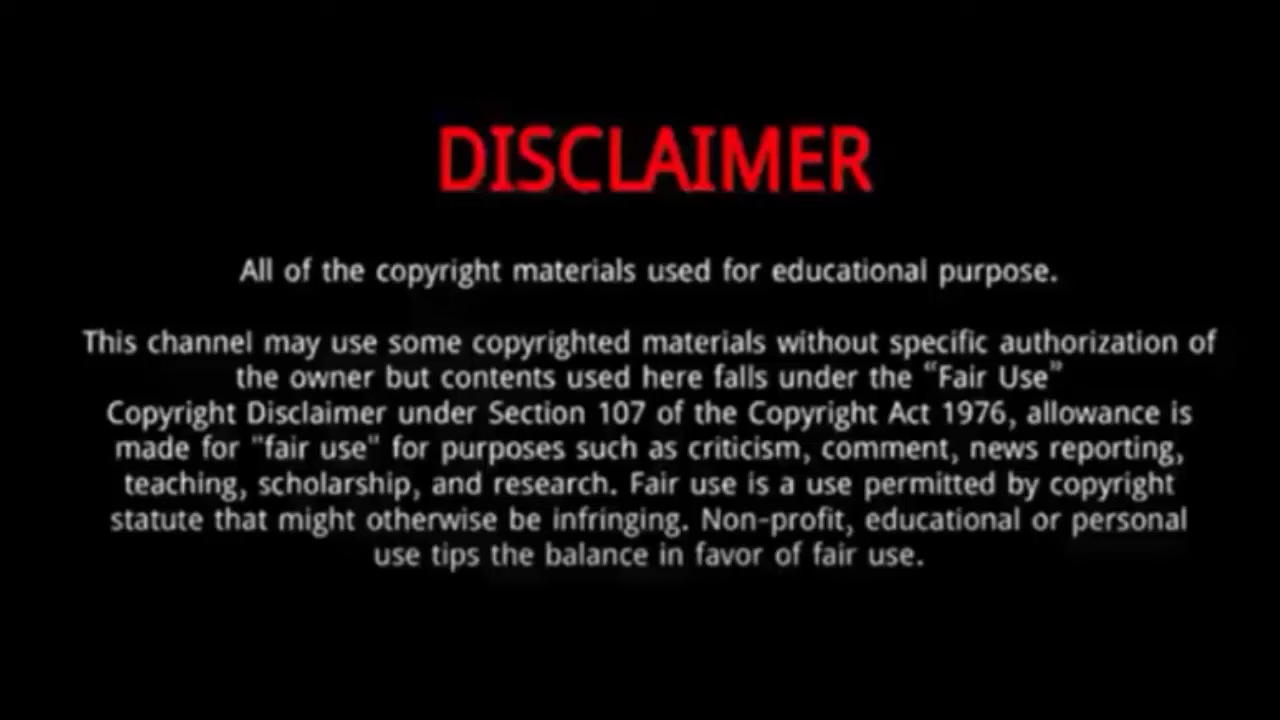 DISCLAIMER
All of the copyright materials used for educational purpose.
This channel may use some copyrighted materials without specific authorization of
the owner but contents used here falls under the “Fair Use”
Copyright Disclaimer under Section 107 of the Copyright Act 1976, allowance is
made for "fair use" for purposes such as criticism, comment, news reporting,
teaching, scholarship, and research. Fair use is a use permitted by copyright
statute that might otherwise be infringing. Non-profit, educational or personal
use tips the balance in favor of fair use.